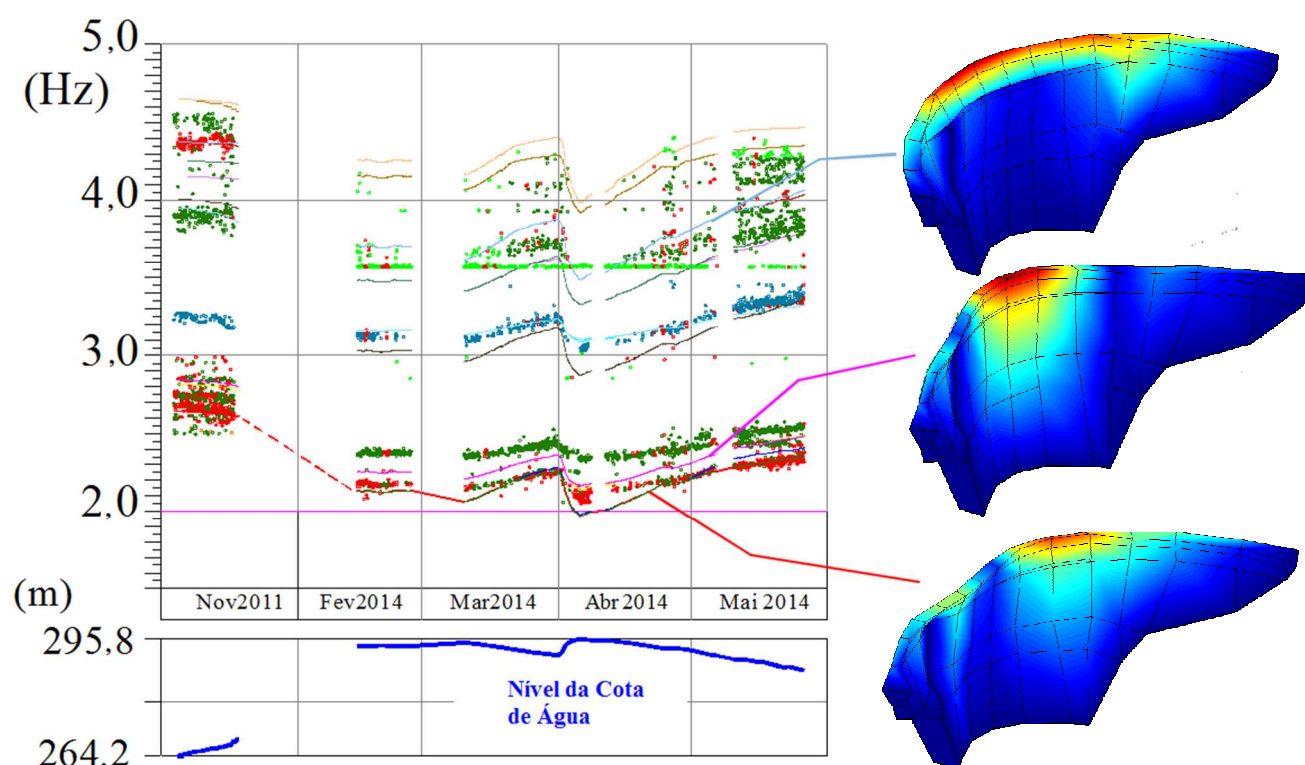 5,0
(Hz)
4,0
3,0
2,0
(m)
Nov2011 Fev2014 Mar2014 Abr2014 Mai 2014
295.8
Nível da Cota
de Água
264.2